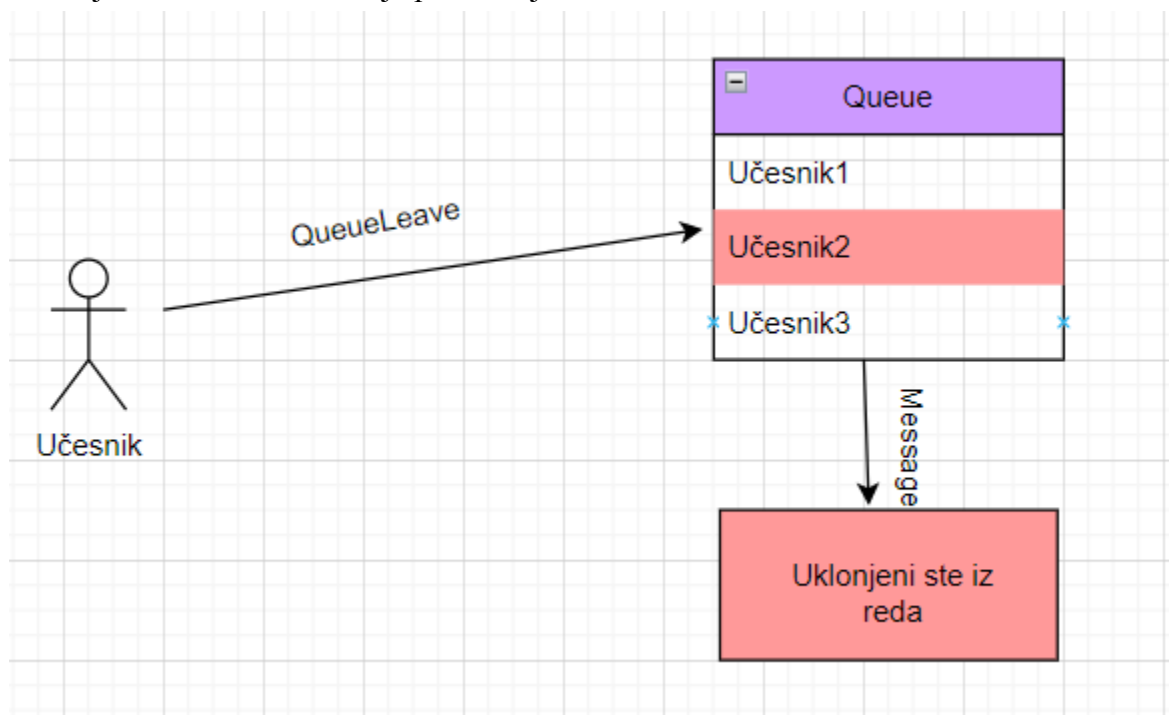 Queue
Učesnik1
QueueLeave
Učesnik2
Učesnik3
Učesnik
Message
Uklonjeni ste iz
reda